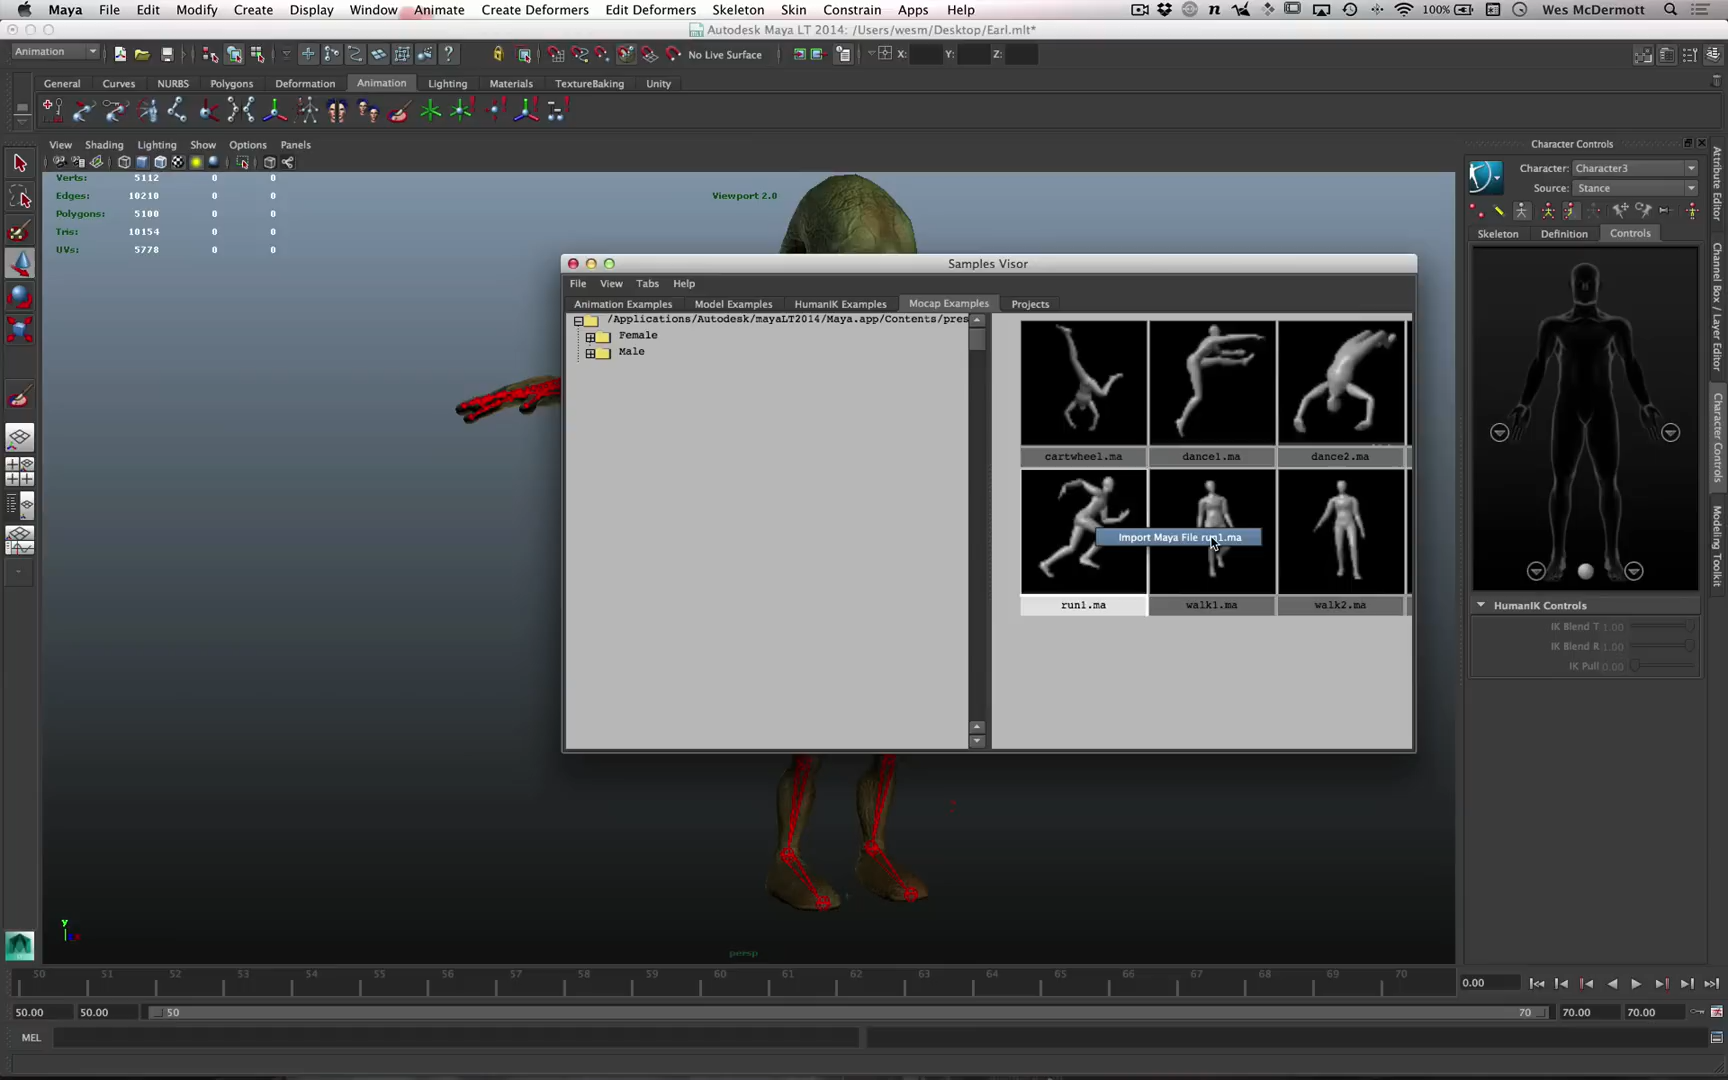 Maya File Edit Modify Create Display Window Animate Create Deformers Edit Deformers Skeleton Skin Constrain Apps Help 100% Wes McDermott
Autodesk Maya LT 2014: /Users/wesm/Desktop/Earl.mlt*
Animation No Live Surface X: Y: Z:
General Curves NURBS Polygons Deformation Animation Lighting Materials TextureBaking Unity
View Shading Lighting Show Options Panels
Verts: 5112 0 0
Edges: 10210 0 0
Polygons: 5100 0 0
Tris: 10154 0 0
UVs: 5778 0 0
Viewport 2.0
Samples Visor
File View Tabs Help
Animation Examples Model Examples HumanIK Examples Mocap Examples Projects
/Applications/Autodesk/mayaLT2014/Maya.app/Contents/pres
Female
Male
cartwheel.ma dance1.ma dance2.ma
Import Maya File run1.ma
run1.ma walk1.ma walk2.ma
Character Controls
Character: Character3
Source: Stance
Skeleton Definition Controls
HumanIK Controls
IK Blend T 1.00
IK Blend R 1.00
IK Pull 0.00
Attribute Editor
Channel Box / Layer Editor
Character Controls
Modeling Toolkit
y
persp
50 51 52 53 54 55 56 57 58 59 60 61 62 63 64 65 66 67 68 69 70 0.00
50.00 50.00 50 70 70.00 70.00
MEL